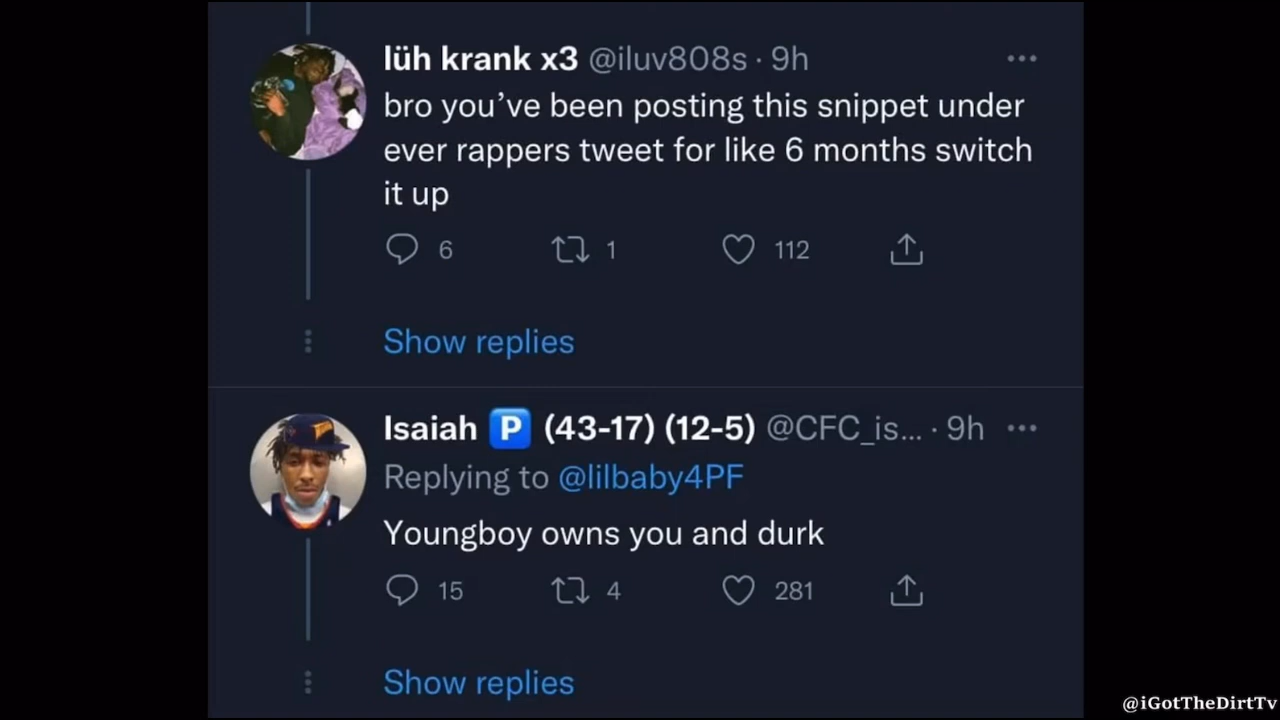 lüh krank x3 @iluv808s · 9h ...
bro you’ve been posting this snippet under
ever rappers tweet for like 6 months switch
it up
6 1 112
Show replies
Isaiah 🅿️ (43-17) (12-5) @CFC_is... · 9h ...
Replying to @lilbaby4PF
Youngboy owns you and durk
15 4 281
Show replies
@iGotTheDirtTv